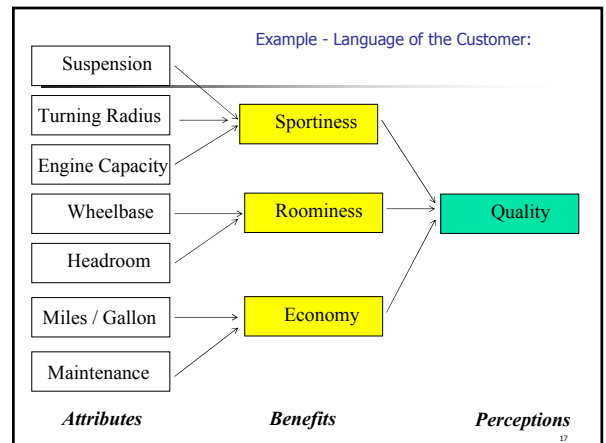 Example - Language of the Customer:
Suspension
Turning Radius
Engine Capacity
Wheelbase
Headroom
Miles / Gallon
Maintenance
Sportiness
Roominess
Economy
Quality
Attributes
Benefits
Perceptions
17